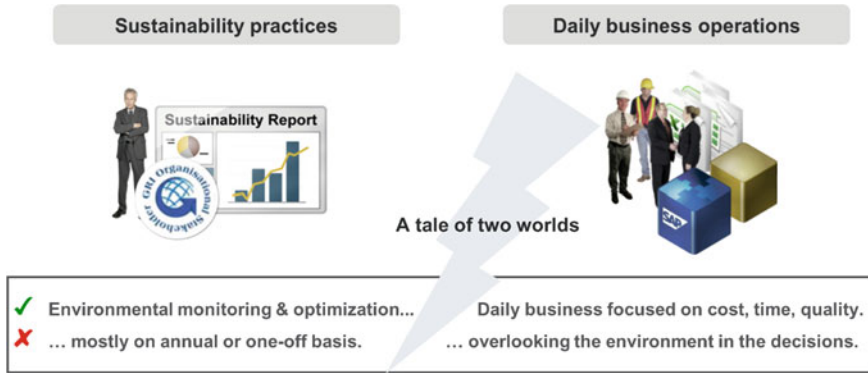 Sustainability practices
Daily business operations
Sustainability Report
GRI Organisational Stakeholder
SAP
A tale of two worlds
✓ Environmental monitoring & optimization...
Daily business focused on cost, time, quality.
✗ ... mostly on annual or one-off basis.
... overlooking the environment in the decisions.